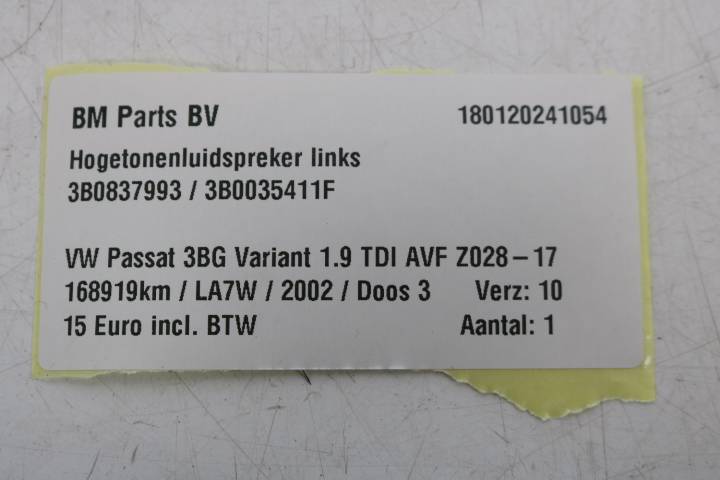 BM Parts BV 180120241054
Hogetonenluidspreker links
3B0837993 / 3B0035411F
VW Passat 3BG Variant 1.9 TDI AVF Z028-17
168919km / LA7W / 2002 / Doos 3 Verz: 10
15 Euro incl. BTW Aantal: 1